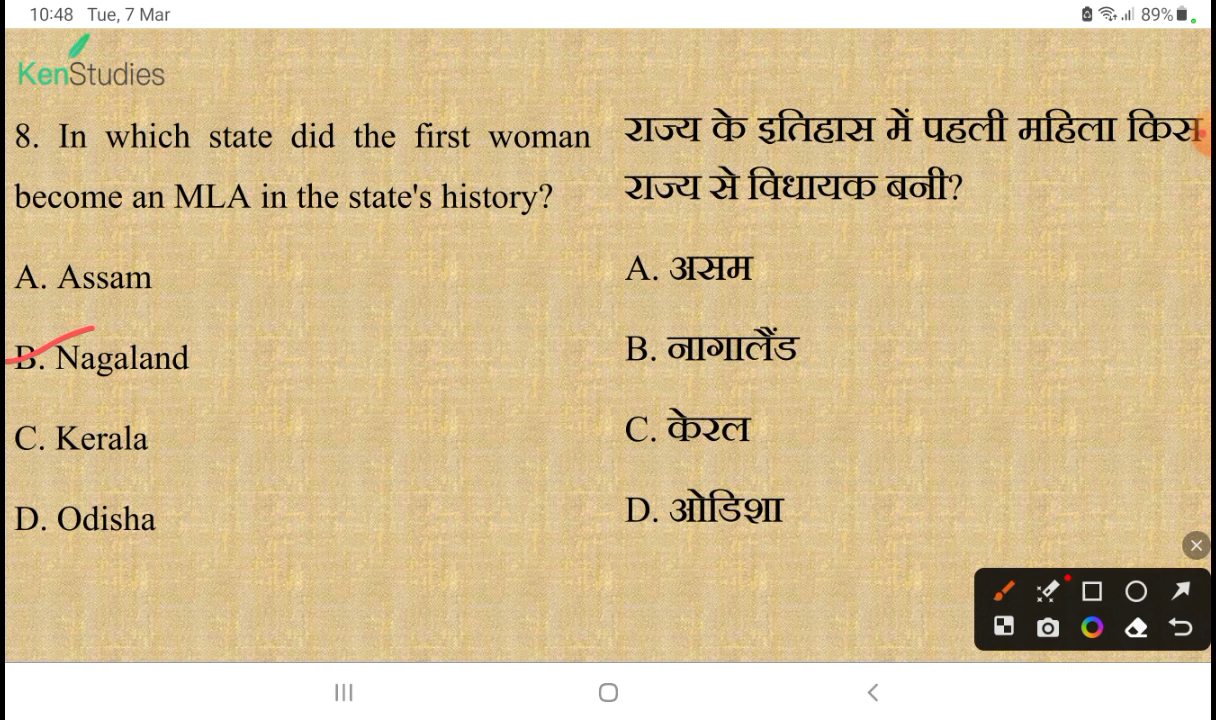 10:48 Tue, 7 Mar
89%
KenStudies
8. In which state did the first woman
become an MLA in the state's history?
A. Assam
B. Nagaland
C. Kerala
D. Odisha
राज्य के इतिहास में पहली महिला किस
राज्य से विधायक बनी?
A. असम
B. नागालैंड
C. केरल
D. ओडिशा